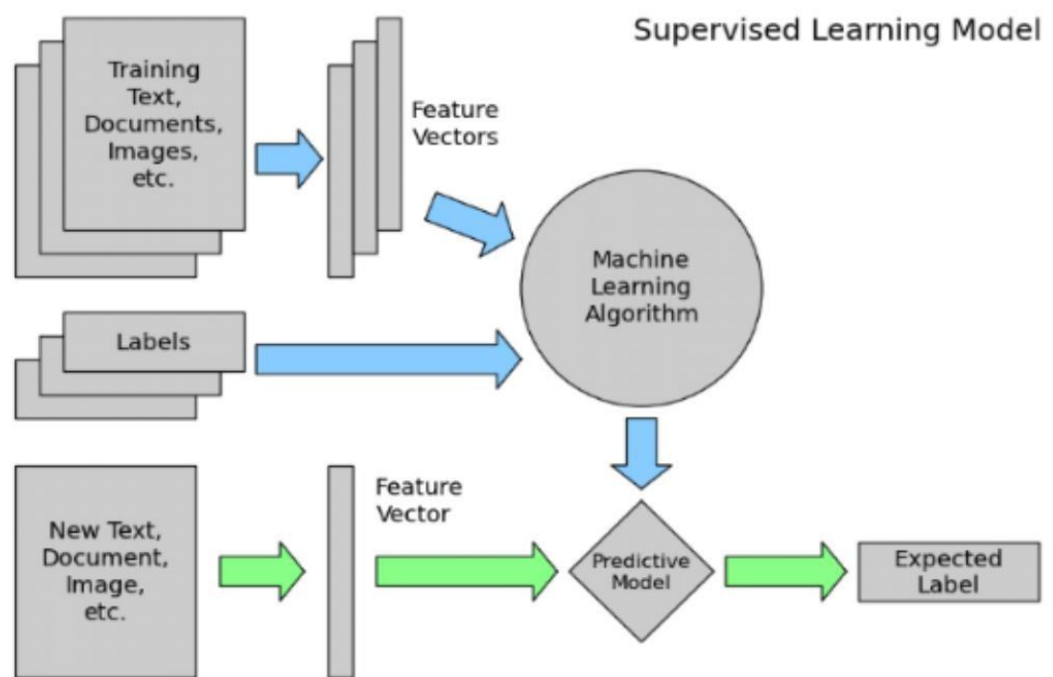 Supervised Learning Model
Training
Text,
Documents,
Images,
etc.
Feature
Vectors
Machine
Learning
Algorithm
Labels
New Text,
Document,
Image,
etc.
Feature
Vector
Predictive
Model
Expected
Label